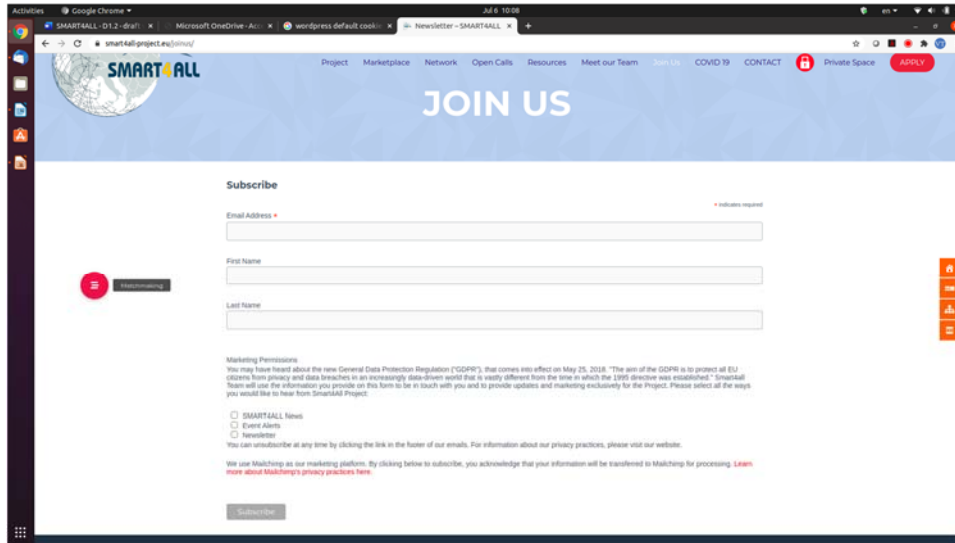 Activities Google Chrome Jul 6 10:08 en
SMART4ALL - D1.2 - draft Microsoft OneDrive - Acc wordpress default cookie Newsletter – SMART4ALL
smart4all-project.eu/joinus/
SMART4ALL Project Marketplace Network Open Calls Resources Meet our Team Join Us COVID 19 CONTACT Private Space APPLY
JOIN US
Subscribe
* indicates required
Email Address *
First Name
Matchmaking
Last Name
Marketing Permissions
You may have heard about the new General Data Protection Regulation ("GDPR"), that comes into effect on May 25, 2018. "The aim of the GDPR is to protect all EU
citizens from privacy and data breaches in an increasingly data-driven world that is vastly different from the time in which the 1995 directive was established." Smart4all
Team will use the information you provide on this form to be in touch with you and to provide updates and marketing exclusively for the Project. Please select all the ways
you would like to hear from Smart4All Project:
SMART4ALL News
Event Alerts
Newsletter
You can unsubscribe at any time by clicking the link in the footer of our emails. For information about our privacy practices, please visit our website.
We use Mailchimp as our marketing platform. By clicking below to subscribe, you acknowledge that your information will be transferred to Mailchimp for processing. Learn
more about Mailchimp's privacy practices here.
Subscribe